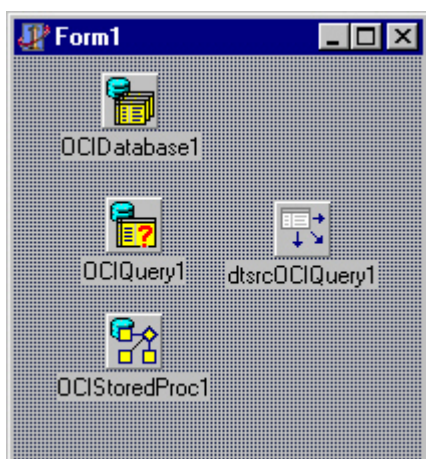 Form1
OCIDatabase1
OCIQuery1
dtsrcOCIQuery1
OCIStoredProc1